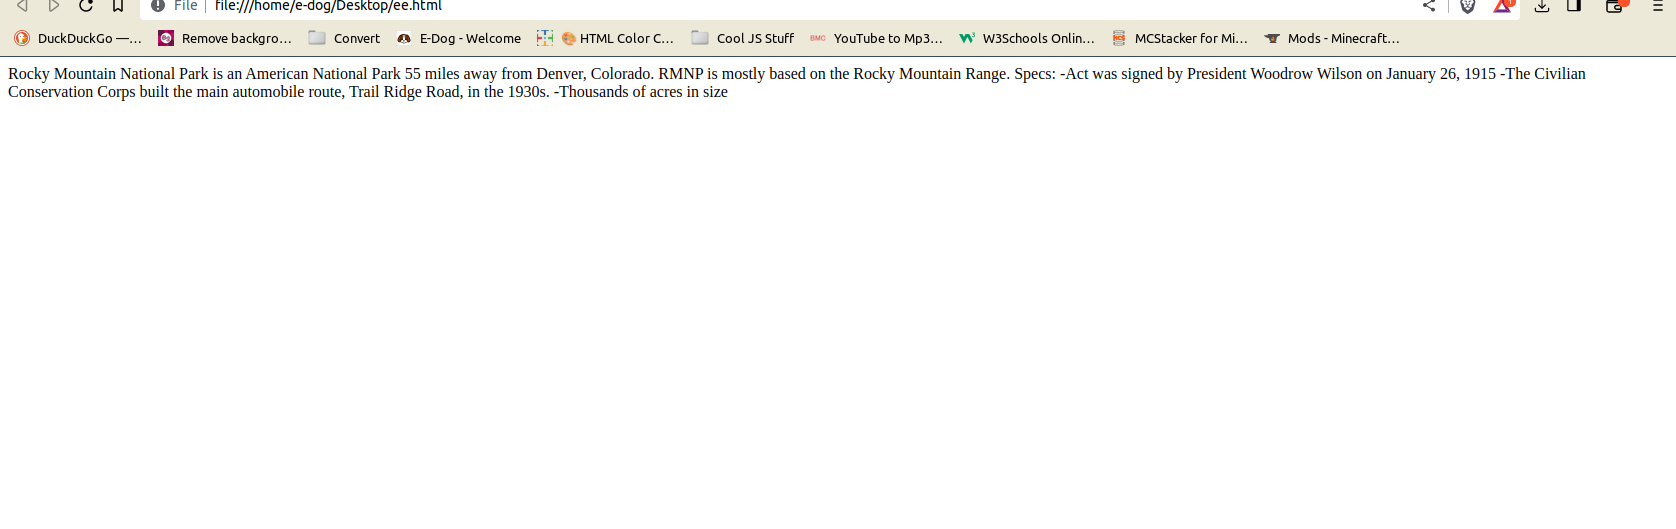 File file:///home/e-dog/Desktop/ee.html 1
DuckDuckGo —... Remove backgro... Convert E-Dog - Welcome HTML Color C... Cool JS Stuff BMC YouTube to Mp3... W3Schools Onlin... MCS MCStacker for Mi... Mods - Minecraft...
Rocky Mountain National Park is an American National Park 55 miles away from Denver, Colorado. RMNP is mostly based on the Rocky Mountain Range. Specs: -Act was signed by President Woodrow Wilson on January 26, 1915 -The Civilian
Conservation Corps built the main automobile route, Trail Ridge Road, in the 1930s. -Thousands of acres in size